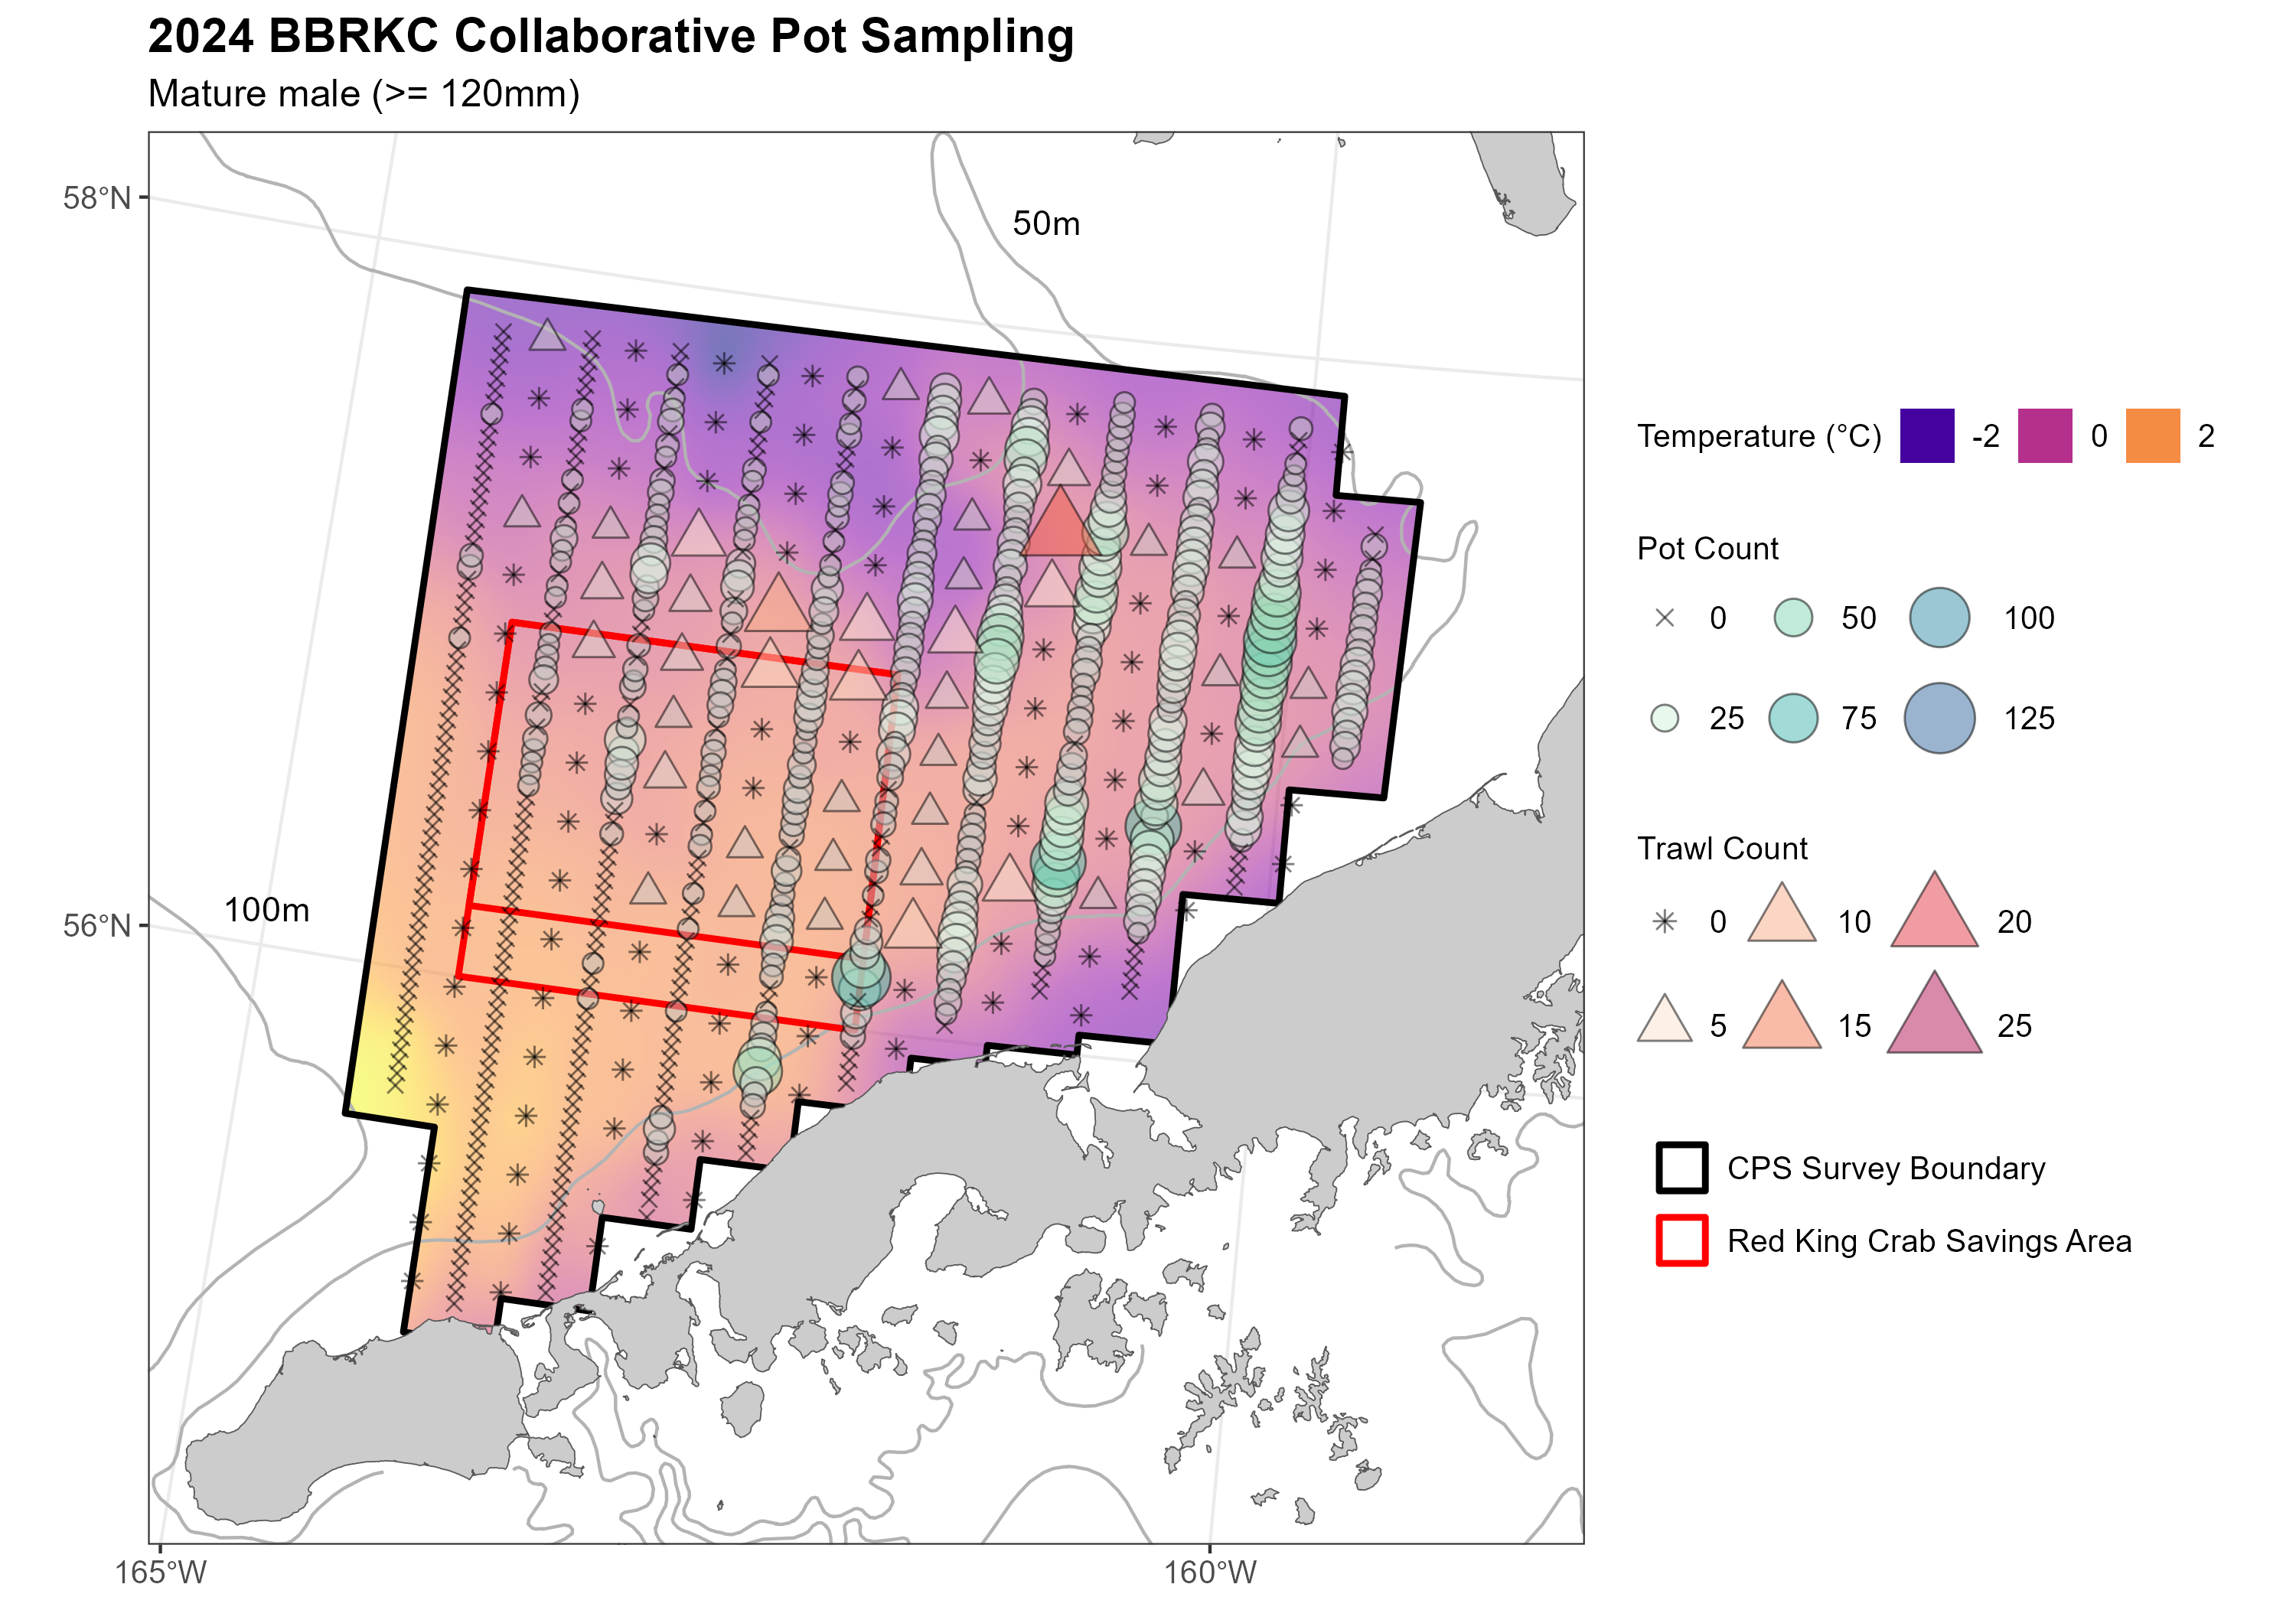 2024 BBRKC Collaborative Pot Sampling
Mature male (>= 120mm)
58°N
56°N
165°W
160°W
50m
100m
Temperature (°C) -2 0 2
Pot Count
0 50 100
25 75 125
Trawl Count
0 10 20
5 15 25
CPS Survey Boundary
Red King Crab Savings Area